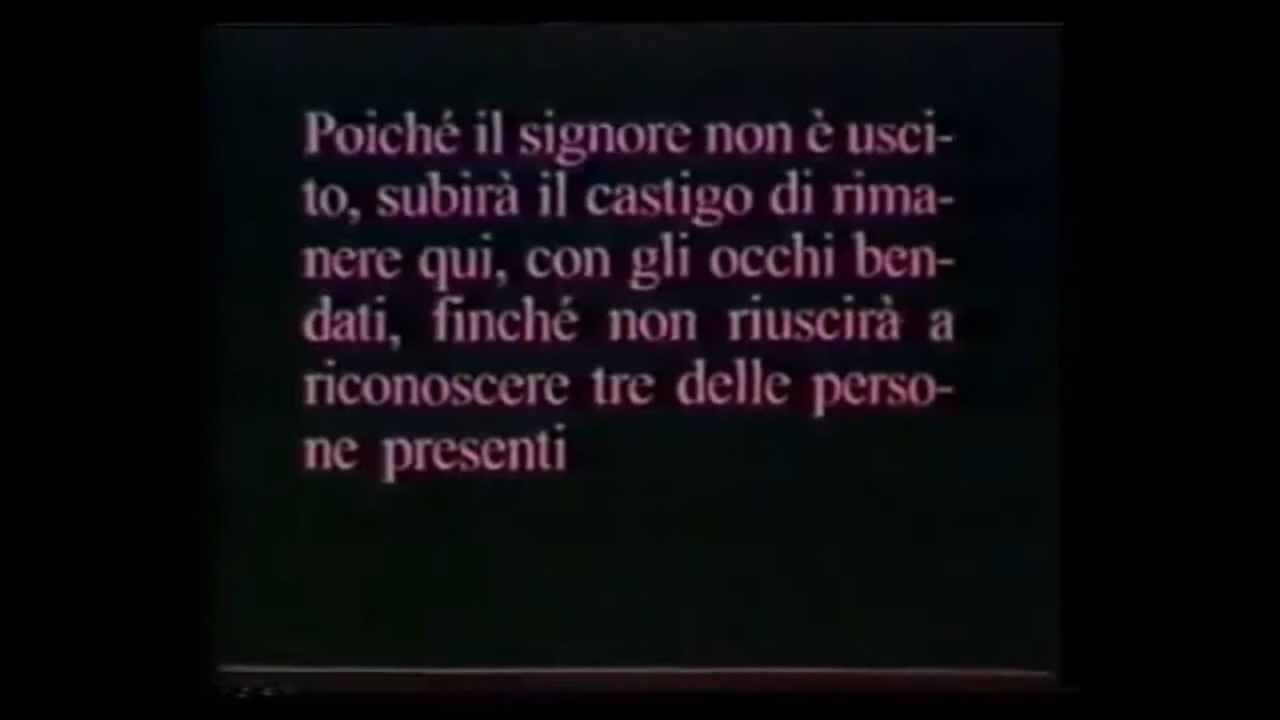 Poiché il signore non è usci-
to, subirà il castigo di rima-
nere qui, con gli occhi ben-
dati, finché non riuscirà a
riconoscere tre delle perso-
ne presenti